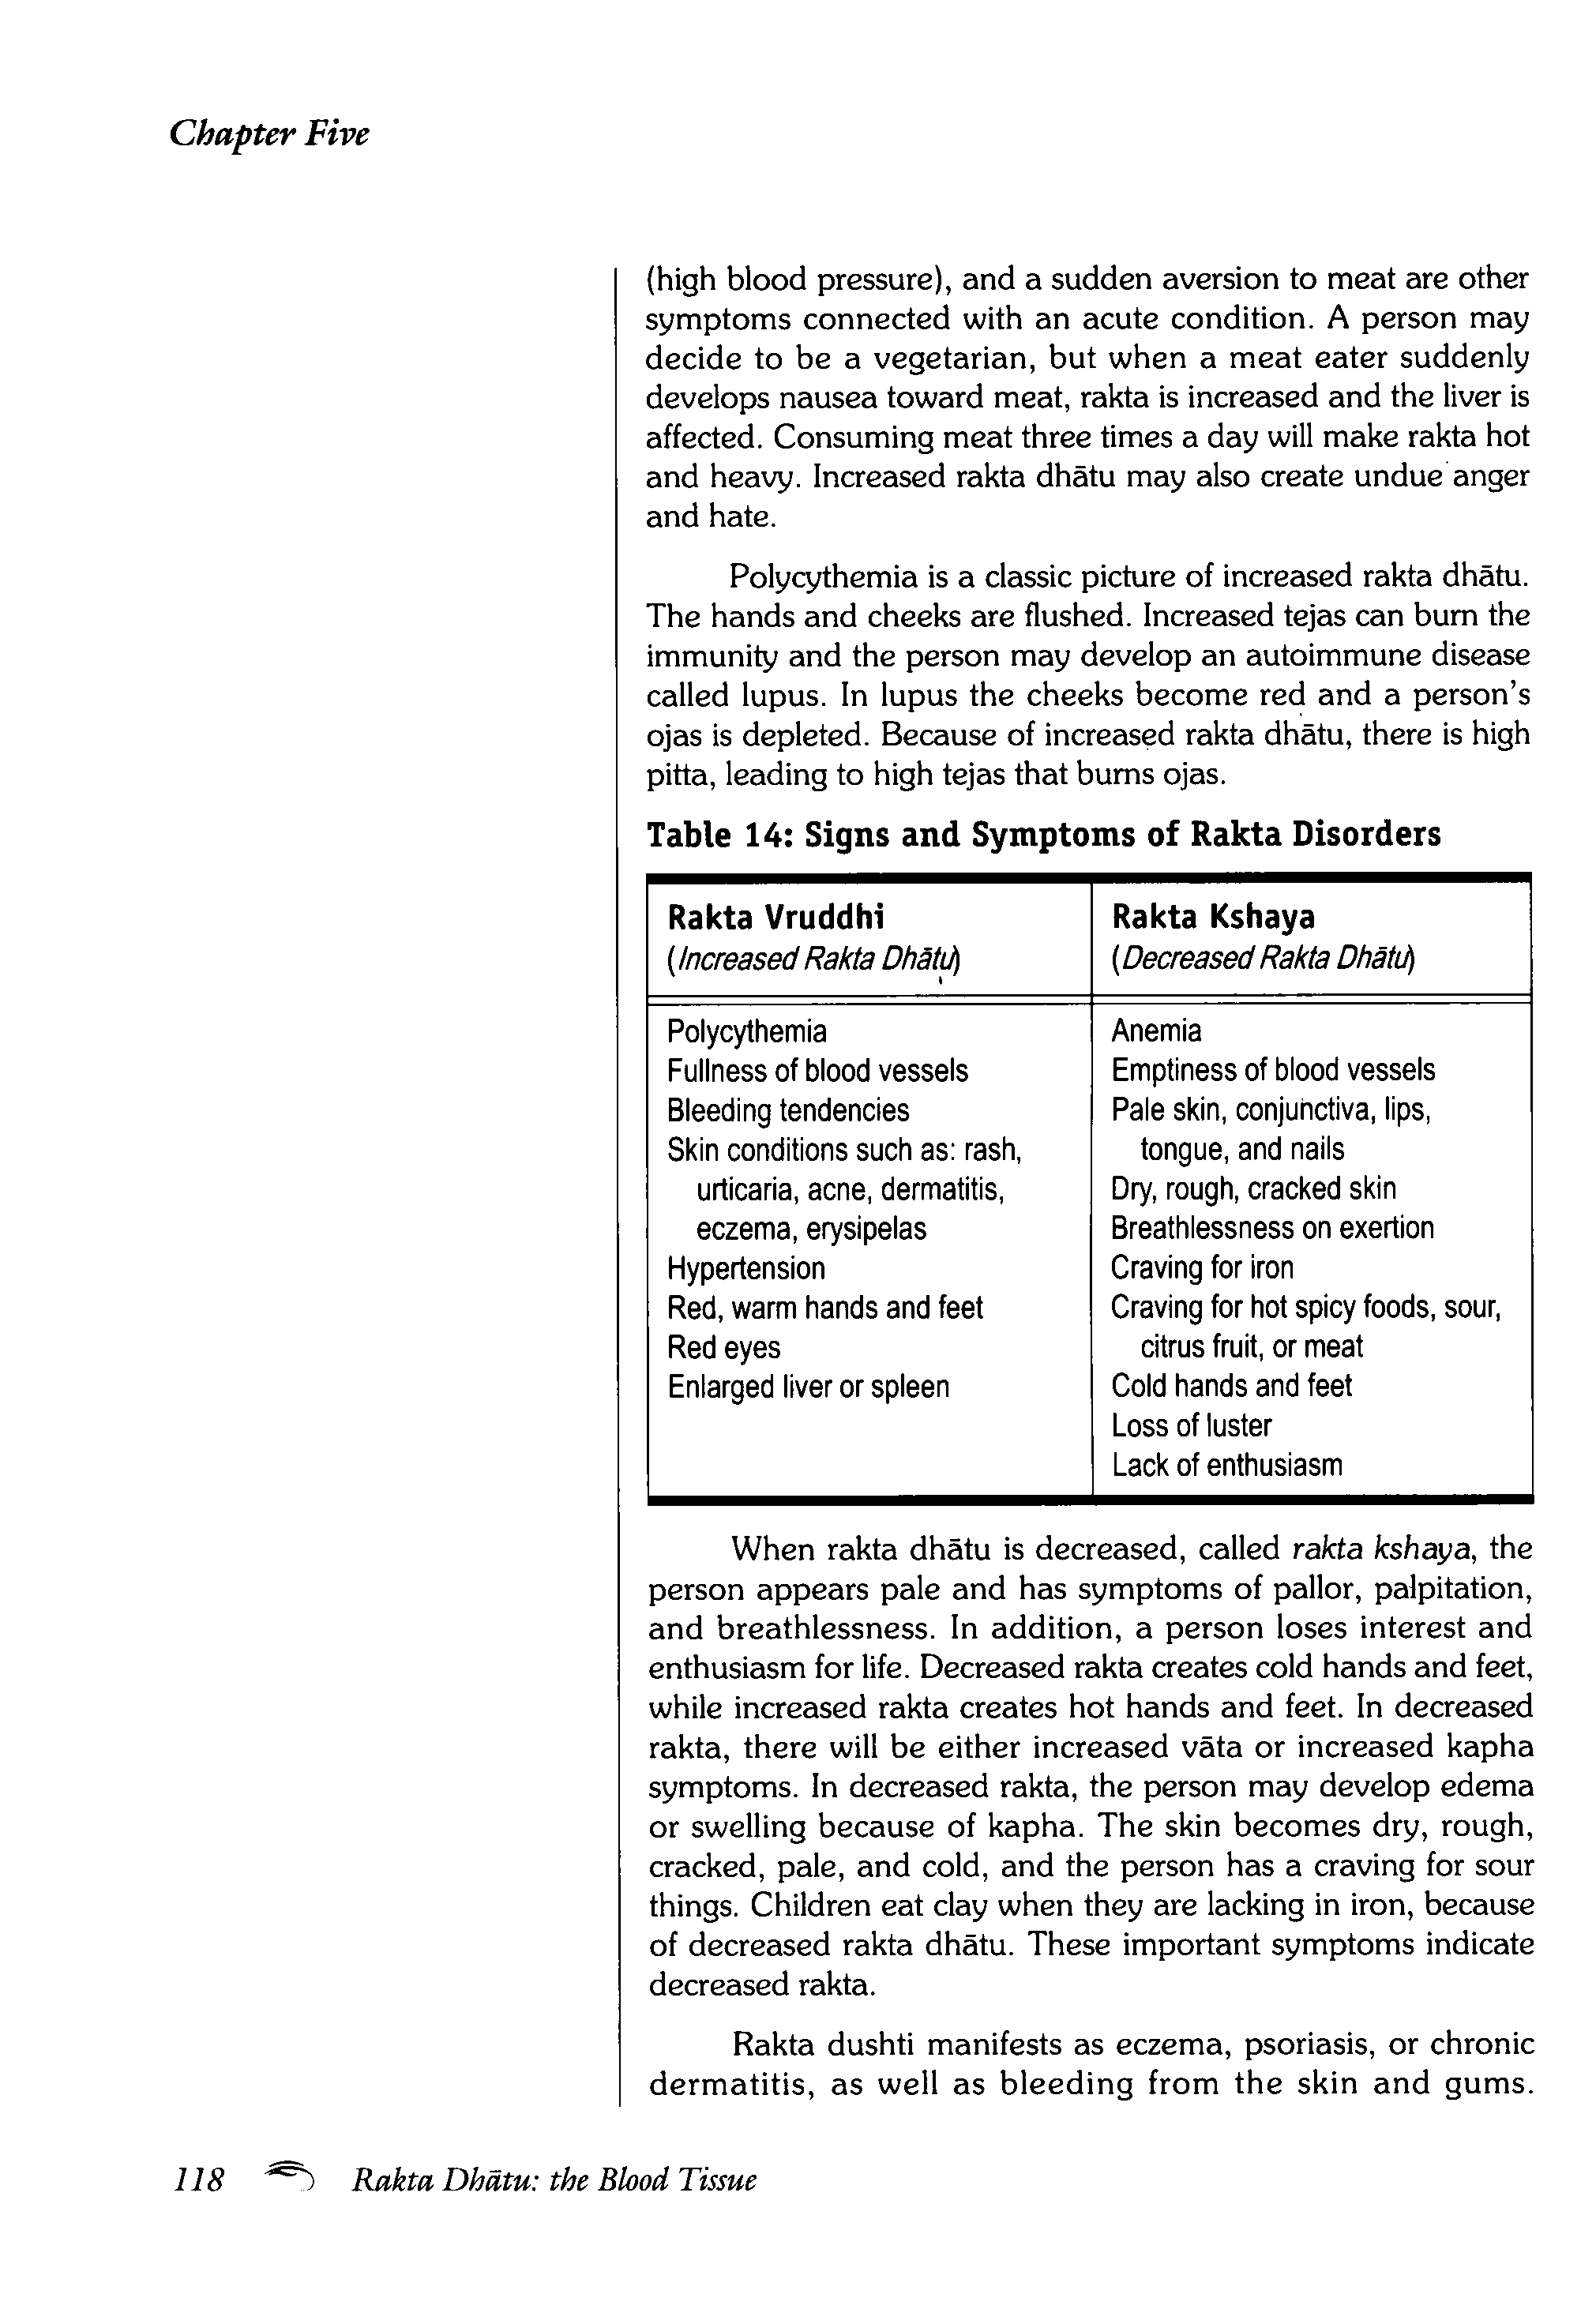 Chapter Five
(high blood pressure), and a sudden aversion to meat are other
symptoms connected with an acute condition. A person may
decide to be a vegetarian, but when a meat eater suddenly
develops nausea toward meat, rakta is increased and the liver is
affected. Consuming meat three times a day will make rakta hot
and heavy. Increased rakta dhātu may also create undue anger
and hate.
Polycythemia is a classic picture of increased rakta dhātu.
The hands and cheeks are flushed. Increased tejas can burn the
immunity and the person may develop an autoimmune disease
called lupus. In lupus the cheeks become red and a person's
ojas is depleted. Because of increased rakta dhātu, there is high
pitta, leading to high tejas that burns ojas.
Table 14: Signs and Symptoms of Rakta Disorders
Rakta Vruddhi
(Increased Rakta Dhātu)
Polycythemia
Fullness of blood vessels
Bleeding tendencies
Skin conditions such as: rash,
urticaria, acne, dermatitis,
eczema, erysipelas
Hypertension
Red, warm hands and feet
Red eyes
Enlarged liver or spleen
Rakta Kshaya
(Decreased Rakta Dhātu)
Anemia
Emptiness of blood vessels
Pale skin, conjunctiva, lips,
tongue, and nails
Dry, rough, cracked skin
Breathlessness on exertion
Craving for iron
Craving for hot spicy foods, sour,
citrus fruit, or meat
Cold hands and feet
Loss of luster
Lack of enthusiasm
When rakta dhātu is decreased, called rakta kshaya, the
person appears pale and has symptoms of pallor, palpitation,
and breathlessness. In addition, a person loses interest and
enthusiasm for life. Decreased rakta creates cold hands and feet,
while increased rakta creates hot hands and feet. In decreased
rakta, there will be either increased vāta or increased kapha
symptoms. In decreased rakta, the person may develop edema
or swelling because of kapha. The skin becomes dry, rough,
cracked, pale, and cold, and the person has a craving for sour
things. Children eat clay when they are lacking in iron, because
of decreased rakta dhātu. These important symptoms indicate
decreased rakta.
Rakta dushti manifests as eczema, psoriasis, or chronic
dermatitis, as well as bleeding from the skin and gums.
118 Rakta Dhātu: the Blood Tissue